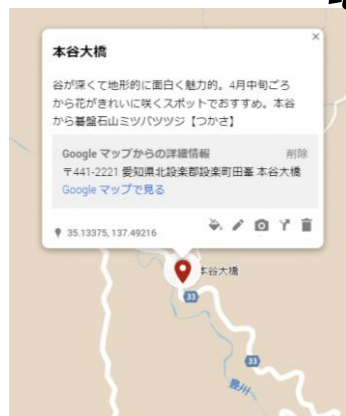 本谷大橋
谷が深くて地形的に面白く魅力的。4月中旬ごろ
から花がきれいに咲くスポットでおすすめ。本谷
から碁盤石山ミツバツツジ【つかさ】
Google マップからの詳細情報 削除
〒441-2221 愛知県北設楽郡設楽町田峯 本谷大橋
Google マップで見る
35.13375, 137.49216
本谷大橋
33
33
豊川